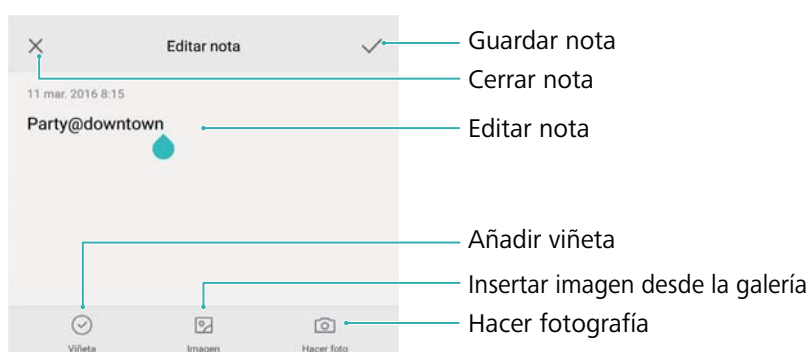 Editar nota
Guardar nota
Cerrar nota
11 mar. 2016 8:15
Party@downtown
Editar nota
Añadir viñeta
Insertar imagen desde la galería
Hacer fotografía
Viñeta
Imagen
Hacer foto